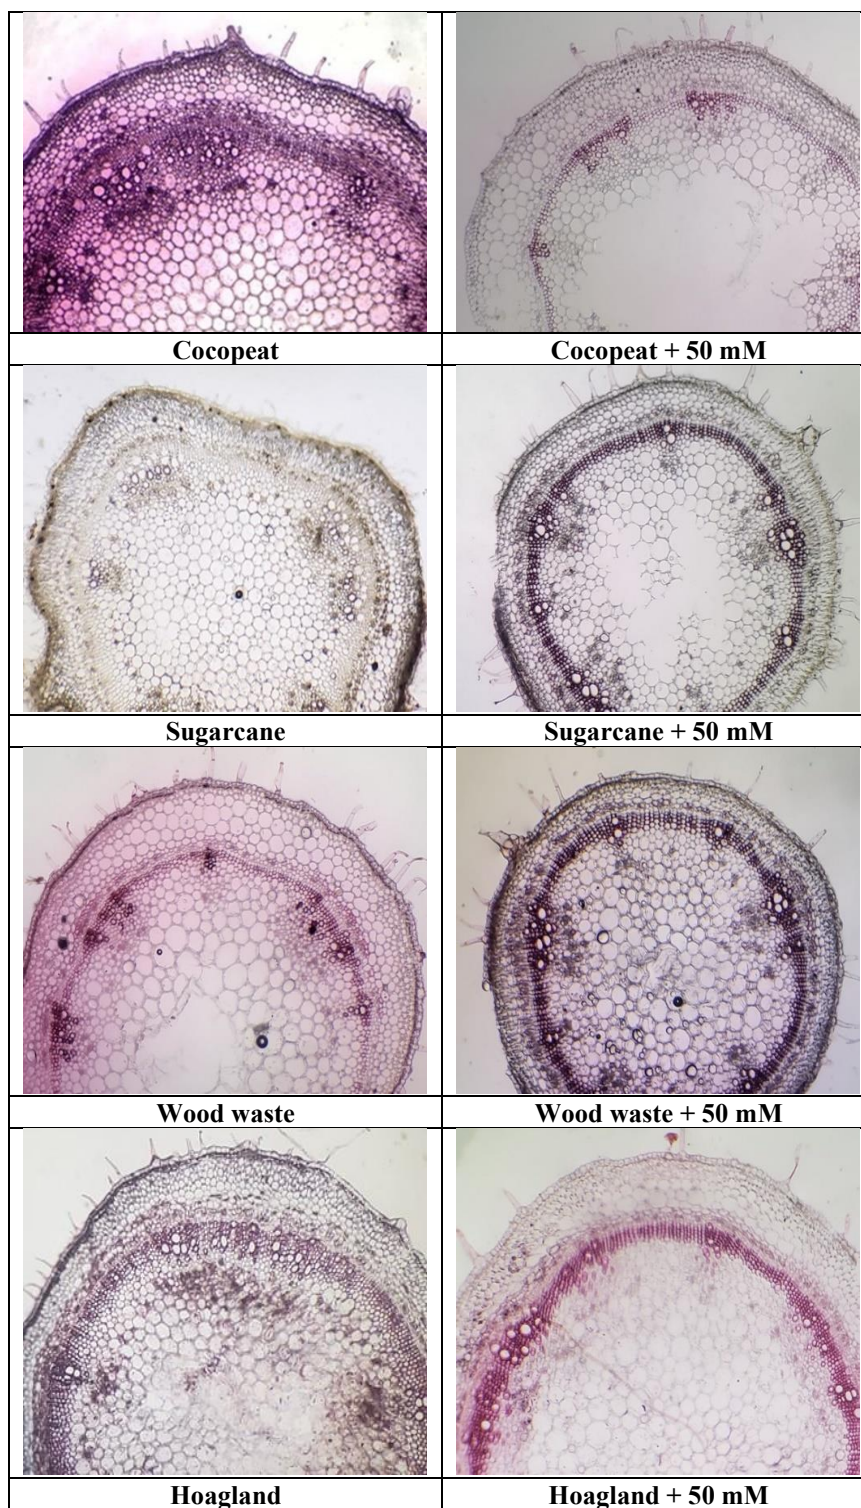 Cocopeat
Cocopeat + 50 mM
Sugarcane
Sugarcane + 50 mM
Wood waste
Wood waste + 50 mM
Hoagland
Hoagland + 50 mM